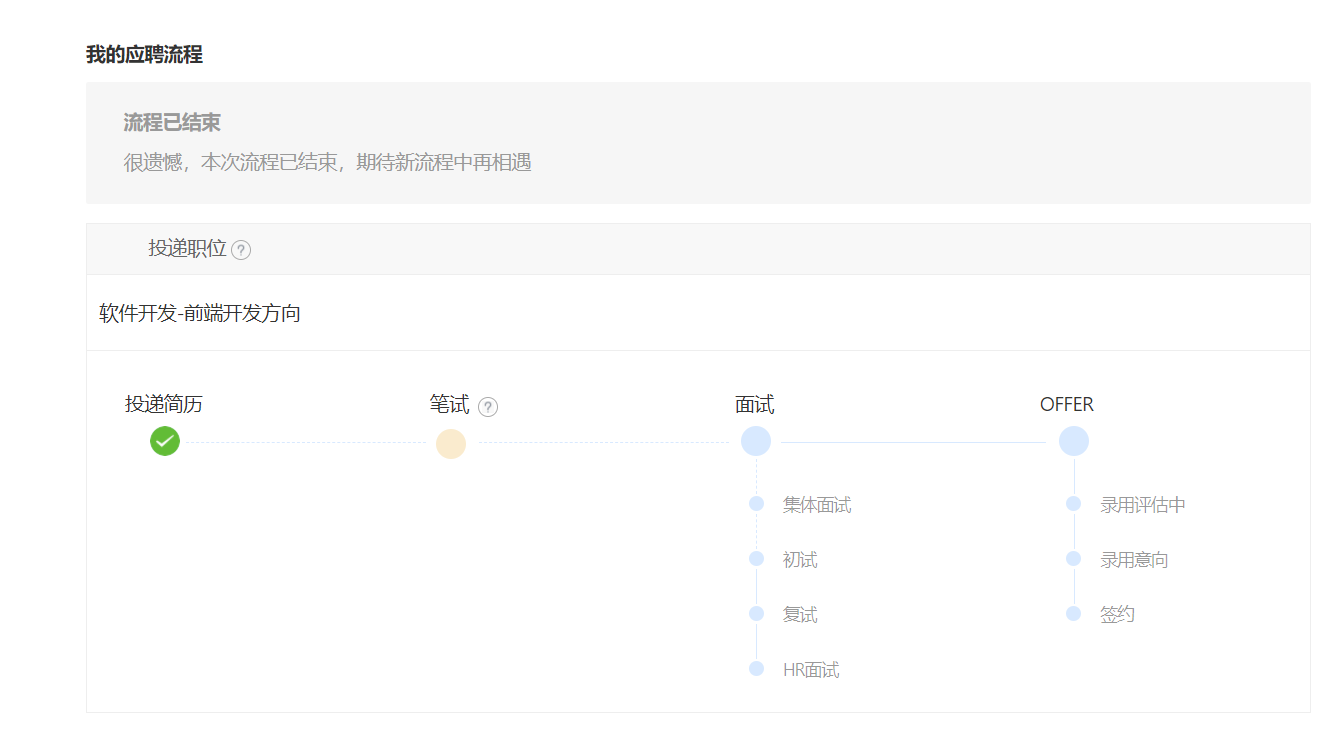 我的应聘流程
流程已结束
很遗憾，本次流程已结束，期待新流程中再相遇
投递职位 ?
软件开发-前端开发方向
投递简历
笔试 ?
面试
OFFER
集体面试
录用评估中
初试
录用意向
复试
签约
HR面试